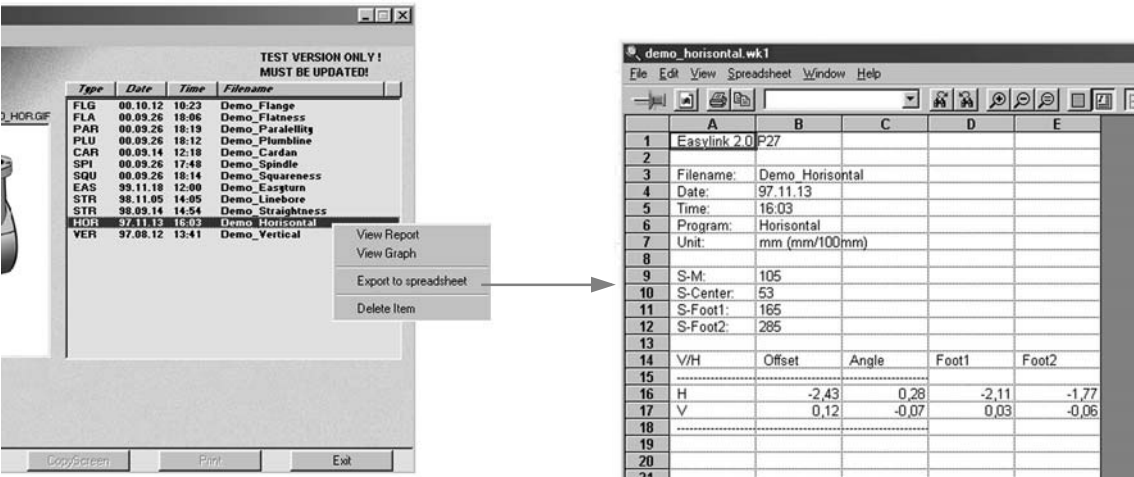 TEST VERSION ONLY !
MUST BE UPDATED!
Type Date Time Filename
FLG 00.10.12 10:23 Demo_Flange
FLA 00.09.26 18:06 Demo_Flatness
PAR 00.09.26 18:19 Demo_Paralellity
PLU 00.09.26 18:12 Demo_Plumbline
CAR 00.09.14 12:18 Demo_Cardan
SPI 00.09.26 17:48 Demo_Spindle
SQU 00.09.26 18:14 Demo_Squareness
EAS 99.11.18 12:00 Demo_Easyturn
STR 98.11.05 14:05 Demo_Linebore
STR 98.09.14 14:54 Demo_Straightness
HOR 97.11.13 16:03 Demo_Horisontal
VER 97.08.12 13:41 Demo_Vertical
O_HOR.GIF
View Report
View Graph
Export to spreadsheet
Delete Item
CopyScreen Print Exit
demo_horisontal.wk1
File Edit View Spreadsheet Window Help
A B C D E
1 Easylink 2.0 P27
2
3 Filename: Demo_Horisontal
4 Date: 97.11.13
5 Time: 16:03
6 Program: Horisontal
7 Unit: mm (mm/100mm)
8
9 S-M: 105
10 S-Center: 53
11 S-Foot1: 165
12 S-Foot2: 285
13
14 V/H Offset Angle Foot1 Foot2
15 --------------------------------------------------
16 H -2,43 0,28 -2,11 -1,77
17 V 0,12 -0,07 0,03 -0,06
18 --------------------------------------------------
19
20
21